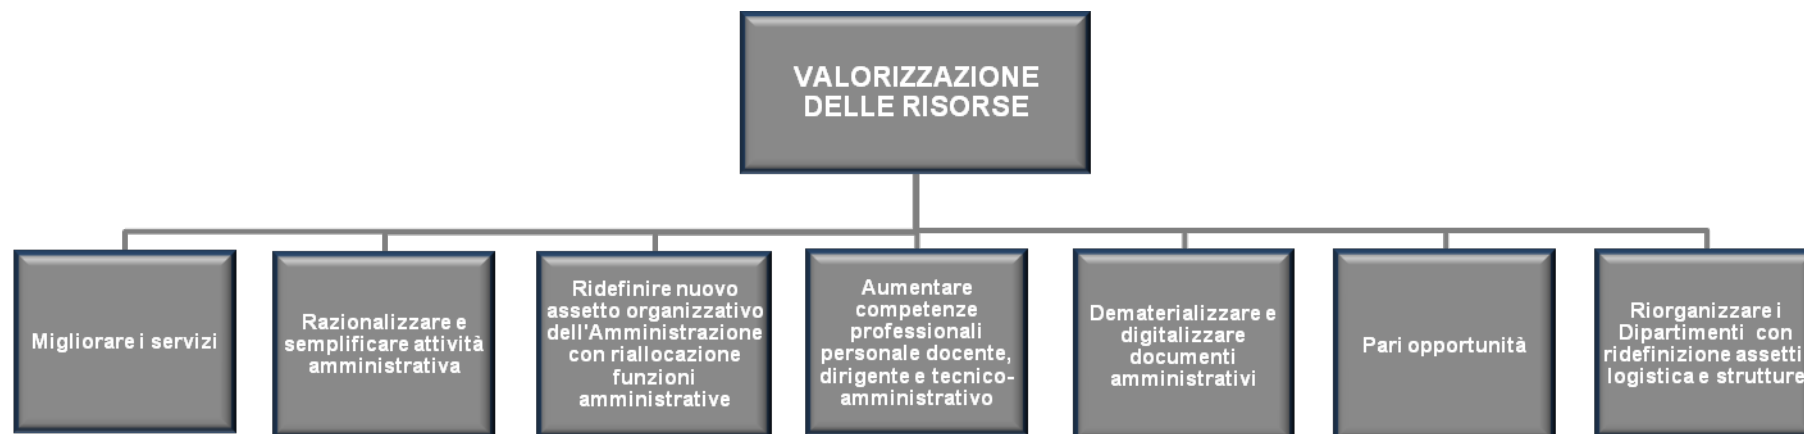 VALORIZZAZIONE
DELLE RISORSE
Migliorare i servizi
Razionalizzare e
semplificare attività
amministrativa
Ridefinire nuovo
assetto organizzativo
dell'Amministrazione
con riallocazione
funzioni
amministrative
Aumentare
competenze
professionali
personale docente,
dirigente e tecnico-
amministrativo
Dematerializzare e
digitalizzare
documenti
amministrativi
Pari opportunità
Riorganizzare i
Dipartimenti con
ridefinizione assetti
logistica e strutture